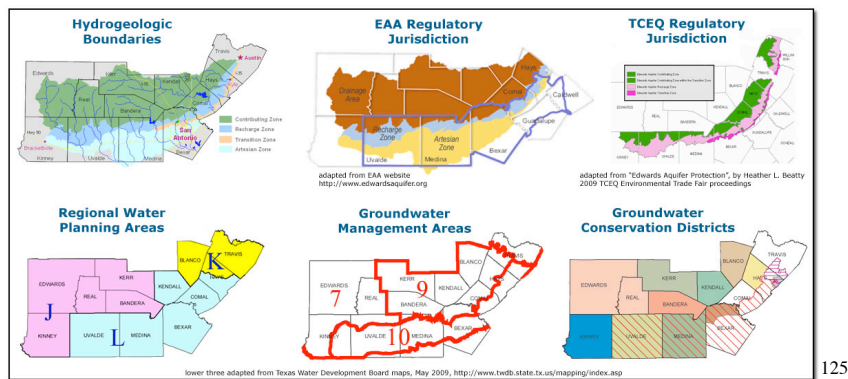 Hydrogeologic
Boundaries
Travis
Austin
Edwards
Kerr
Kendall
Hays
Real
Bandera
Comal
San
Antonio
Bexar
Hwy 90
Brackettville
Kinney
Uvalde
Medina
Contributing Zone
Recharge Zone
Transition Zone
Artesian Zone
EAA Regulatory
Jurisdiction
Hays
Drainage
Area
Comal
Caldwell
Guadalupe
Recharge
Zone
Artesian
Zone
Bexar
Uvalde
Medina
adapted from EAA website
http://www.edwardsaquifer.org
TCEQ Regulatory
Jurisdiction
TRAVIS
BLANCO
EDWARDS
KERR
REAL
BANDERA
CALDWELL
GUADALUPE
KINNEY
UVALDE
MEDINA
BEXAR
adapted from "Edwards Aquifer Protection", by Heather L. Beatty
2009 TCEQ Environmental Trade Fair proceedings
Regional Water
Planning Areas
BLANCO
K
TRAVIS
HAYS
EDWARDS
KERR
KENDALL
REAL
BANDERA
COMAL
J
KINNEY
UVALDE
L
MEDINA
BEXAR
Groundwater
Management Areas
BLANCO
EDWARDS
KERR
7
9
KENDALL
REAL
BANDERA
COMAL
KINNEY
UVALDE
10
MEDINA
BEXAR
Groundwater
Conservation Districts
TRAVIS
BLANCO
EDWARDS
KERR
KENDALL
REAL
BANDERA
COMAL
KINNEY
UVALDE
MEDINA
BEXAR
lower three adapted from Texas Water Development Board maps, May 2009, http://www.twdb.state.tx.us/mapping/index.asp
125